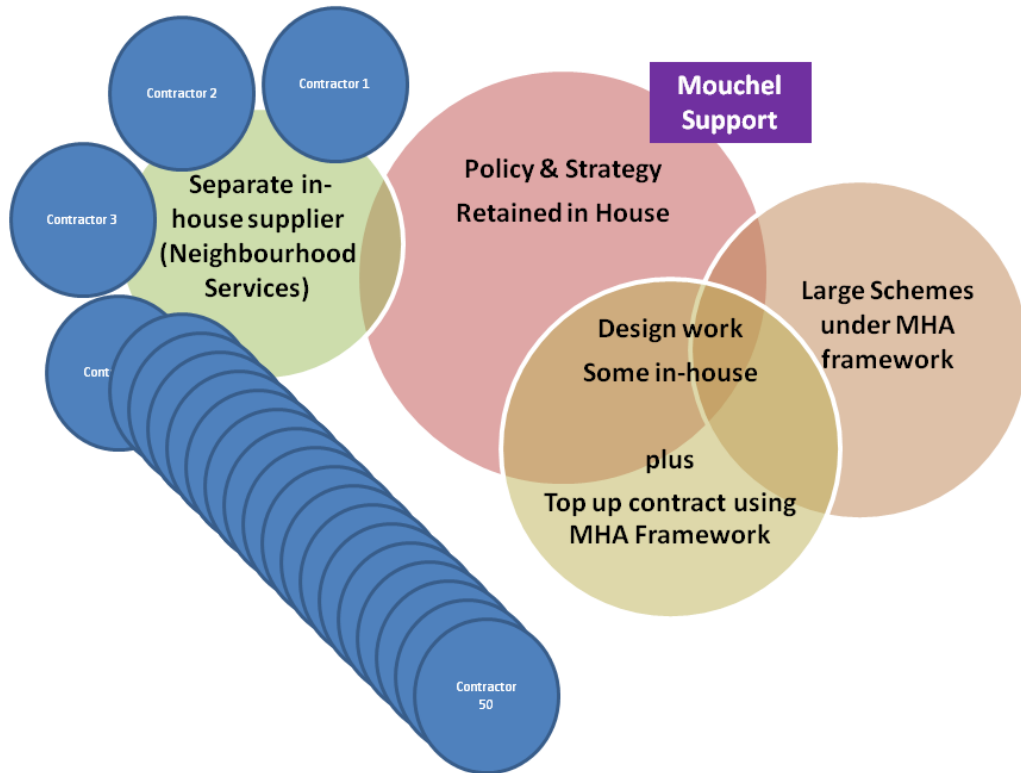 Contractor 1
Contractor 2
Contractor 3
Separate in-
house supplier
(Neighbourhood
Services)
Policy & Strategy
Retained in House
Mouchel
Support
Large Schemes
under MHA
framework
Design work
Some in-house
plus
Top up contract using
MHA Framework
Contractor
50